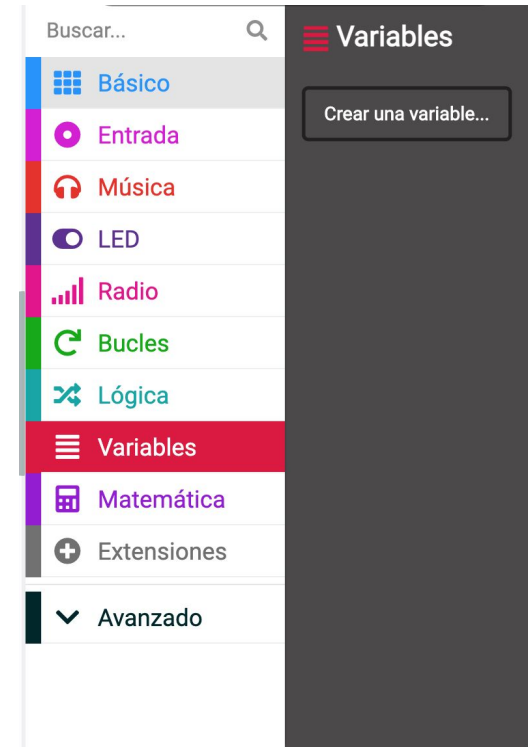 Buscar...
Básico
Entrada
Música
LED
Radio
Bucles
Lógica
Variables
Matemática
Extensiones
Avanzado
Variables
Crear una variable...